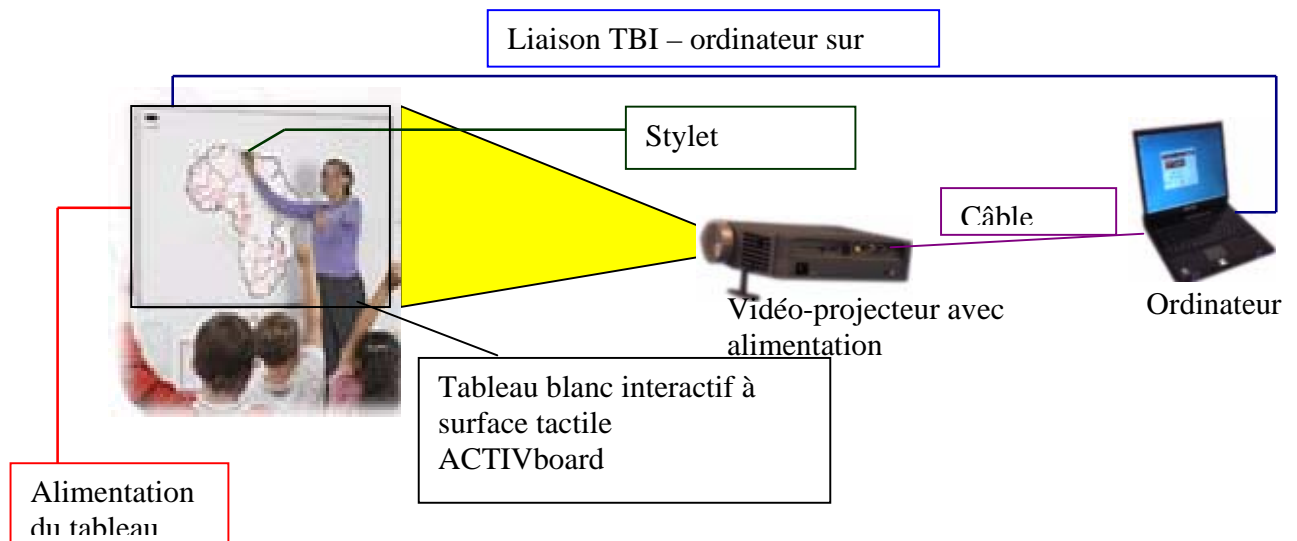 Liaison TBI – ordinateur sur
Stylet
Câble
Vidéo-projecteur avec
alimentation
Ordinateur
Tableau blanc interactif à
surface tactile
ACTIVboard
Alimentation
du tableau